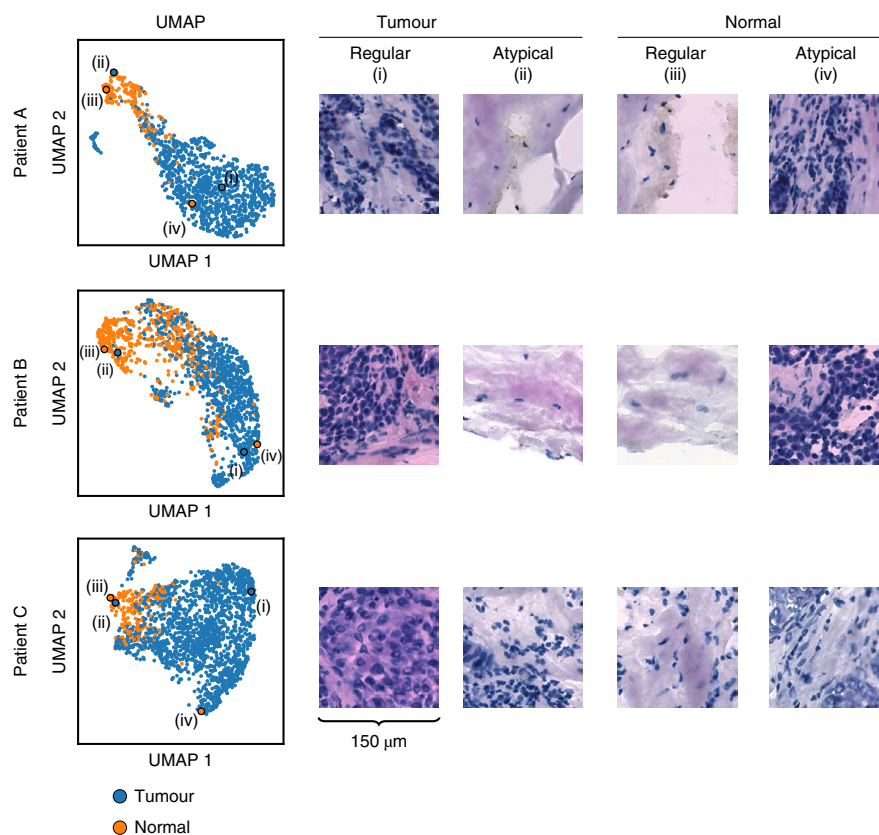 UMAP
Tumour
Normal
Regular
(i)
Atypical
(ii)
Regular
(iii)
Atypical
(iv)
Patient A
UMAP 2
(ii)
(iii)
(i)
(iv)
UMAP 1
Patient B
UMAP 2
(iii)
(ii)
(i)
(iv)
UMAP 1
Patient C
UMAP 2
(iii)
(ii)
(i)
(iv)
UMAP 1
150 μm
Tumour
Normal